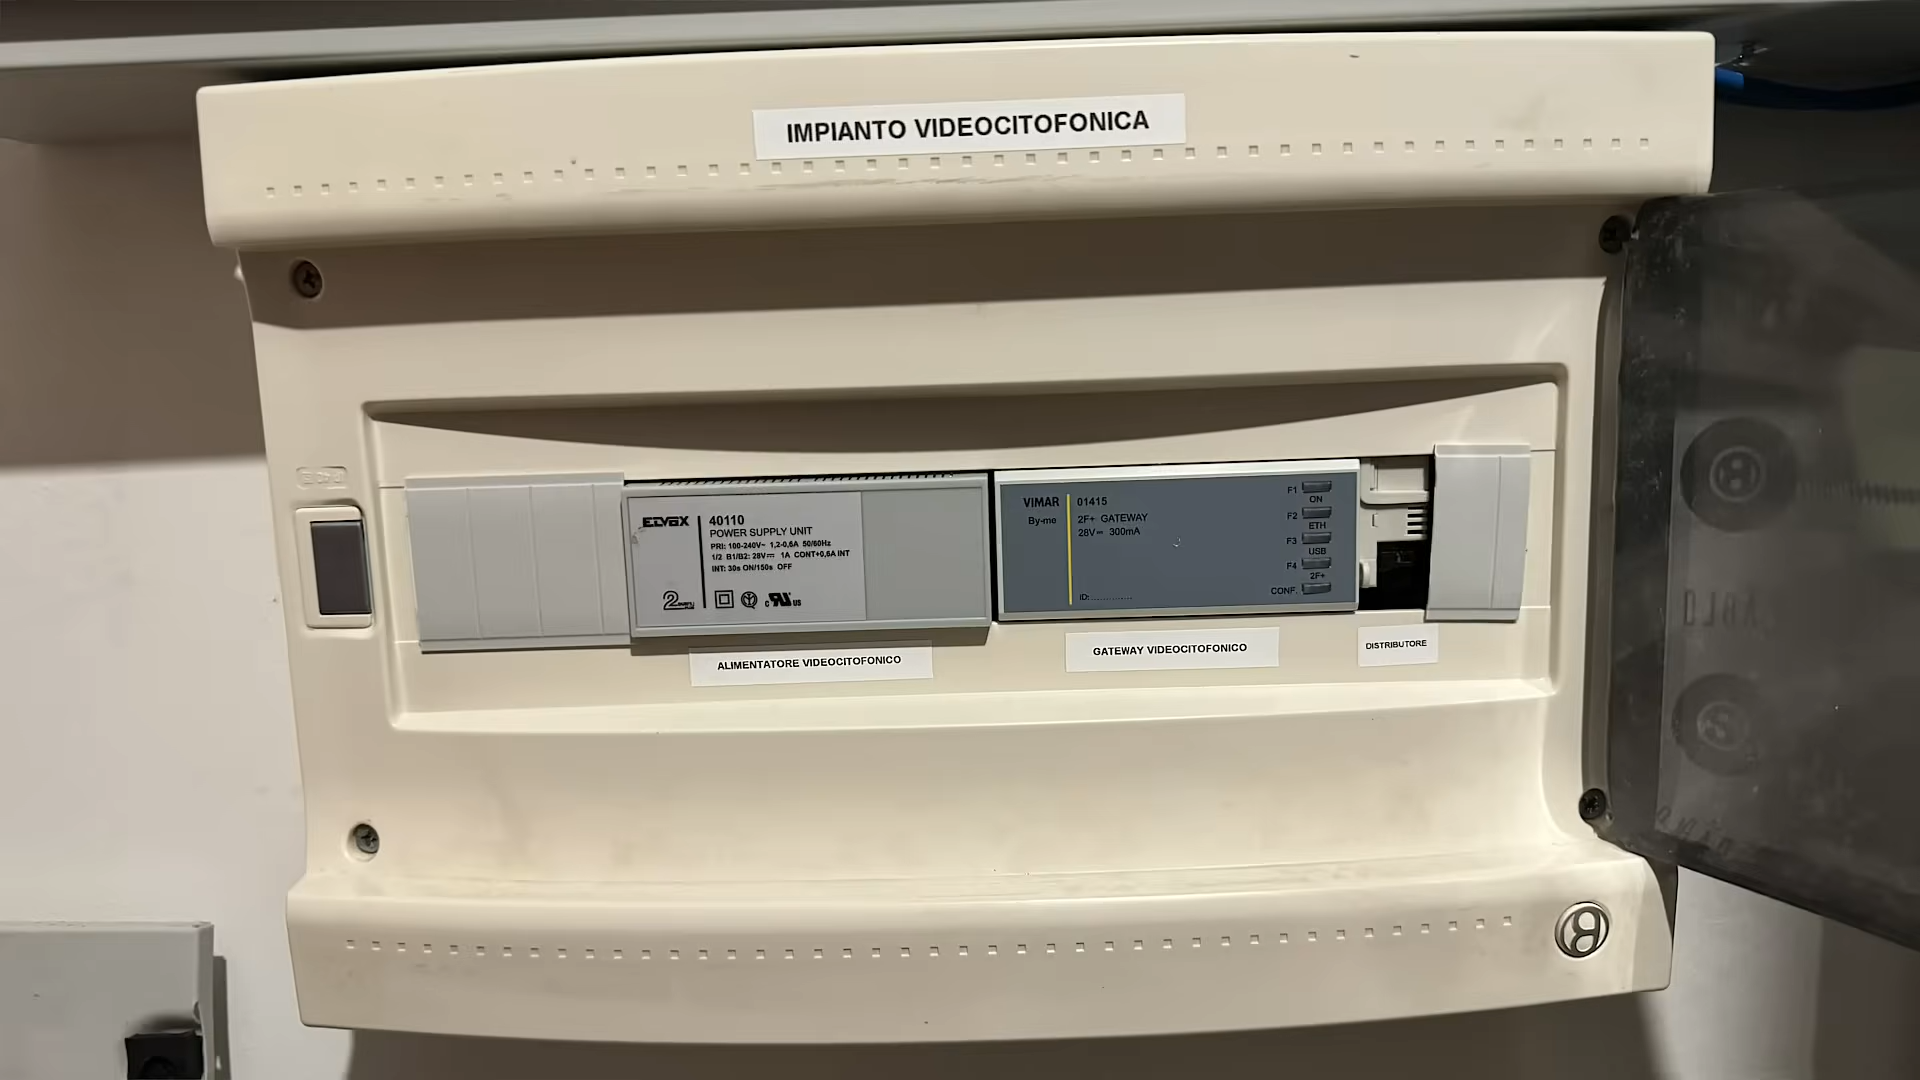 IMPIANTO VIDEOCITOFONICA
ELVOX
40110
POWER SUPPLY UNIT
PRI: 100-240V~ 1,2-0,6A 50/60Hz
1/2 B1/B2: 28V⎓ 1A CONT+0,6A INT
INT: 30s ON/150s OFF
VIMAR
By-me
01415
2F+ GATEWAY
28V⎓ 300mA
ID:.............
F1
ON
F2
ETH
F3
USB
F4
2F+
CONF.
ALIMENTATORE VIDEOCITOFONICO
GATEWAY VIDEOCITOFONICO
DISTRIBUTORE